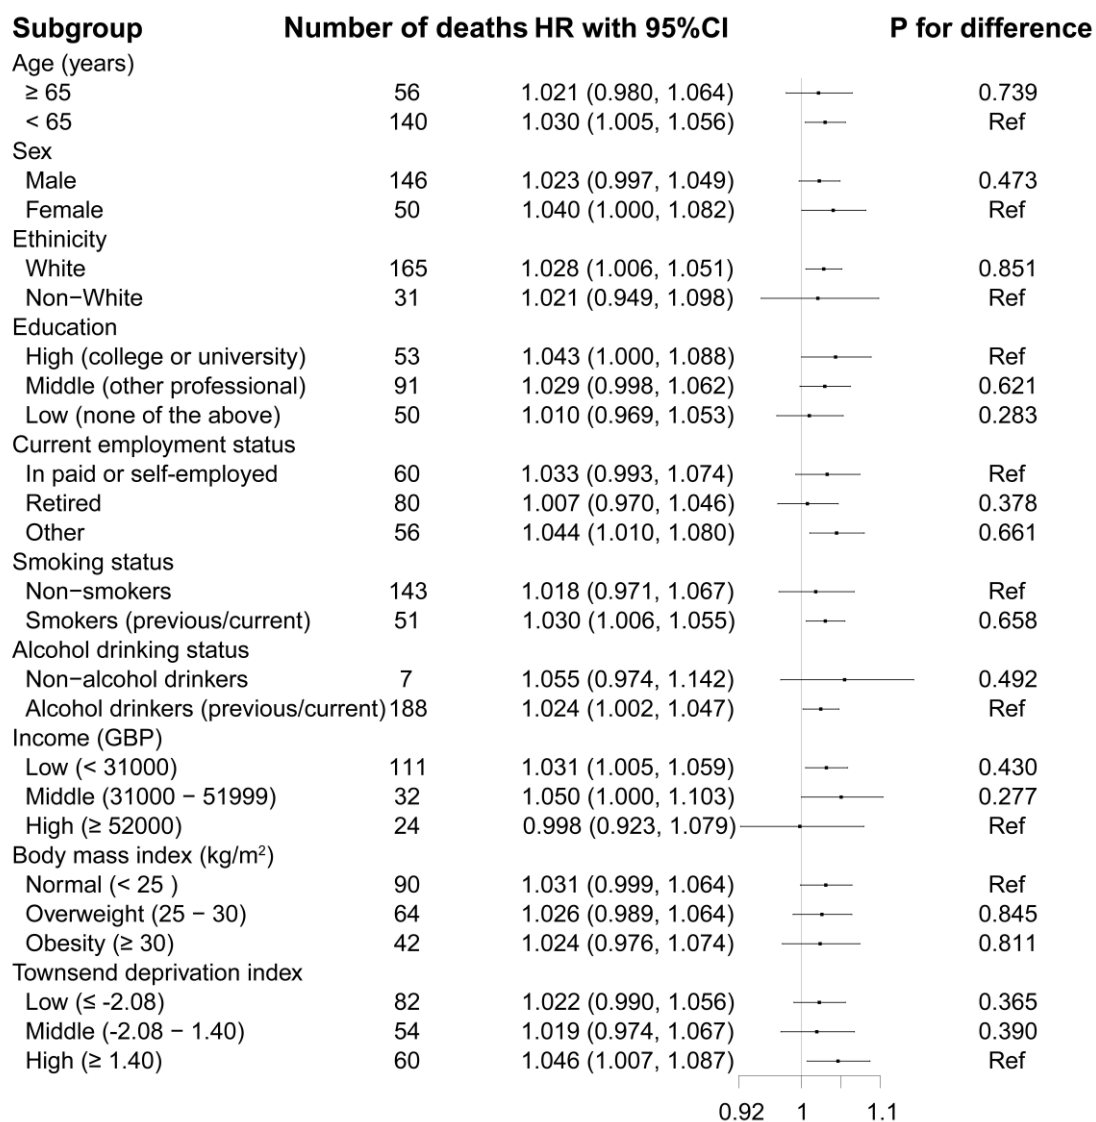 Subgroup Number of deaths HR with 95%CI P for difference
Age (years)
≥ 65 56 1.021 (0.980, 1.064) 0.739
< 65 140 1.030 (1.005, 1.056) Ref
Sex
Male 146 1.023 (0.997, 1.049) 0.473
Female 50 1.040 (1.000, 1.082) Ref
Ethinicity
White 165 1.028 (1.006, 1.051) 0.851
Non−White 31 1.021 (0.949, 1.098) Ref
Education
High (college or university) 53 1.043 (1.000, 1.088) Ref
Middle (other professional) 91 1.029 (0.998, 1.062) 0.621
Low (none of the above) 50 1.010 (0.969, 1.053) 0.283
Current employment status
In paid or self-employed 60 1.033 (0.993, 1.074) Ref
Retired 80 1.007 (0.970, 1.046) 0.378
Other 56 1.044 (1.010, 1.080) 0.661
Smoking status
Non−smokers 143 1.018 (0.971, 1.067) Ref
Smokers (previous/current) 51 1.030 (1.006, 1.055) 0.658
Alcohol drinking status
Non−alcohol drinkers 7 1.055 (0.974, 1.142) 0.492
Alcohol drinkers (previous/current) 188 1.024 (1.002, 1.047) Ref
Income (GBP)
Low (< 31000) 111 1.031 (1.005, 1.059) 0.430
Middle (31000 − 51999) 32 1.050 (1.000, 1.103) 0.277
High (≥ 52000) 24 0.998 (0.923, 1.079) Ref
Body mass index (kg/m²)
Normal (< 25 ) 90 1.031 (0.999, 1.064) Ref
Overweight (25 − 30) 64 1.026 (0.989, 1.064) 0.845
Obesity (≥ 30) 42 1.024 (0.976, 1.074) 0.811
Townsend deprivation index
Low (≤ -2.08) 82 1.022 (0.990, 1.056) 0.365
Middle (-2.08 − 1.40) 54 1.019 (0.974, 1.067) 0.390
High (≥ 1.40) 60 1.046 (1.007, 1.087) Ref
0.92 1 1.1